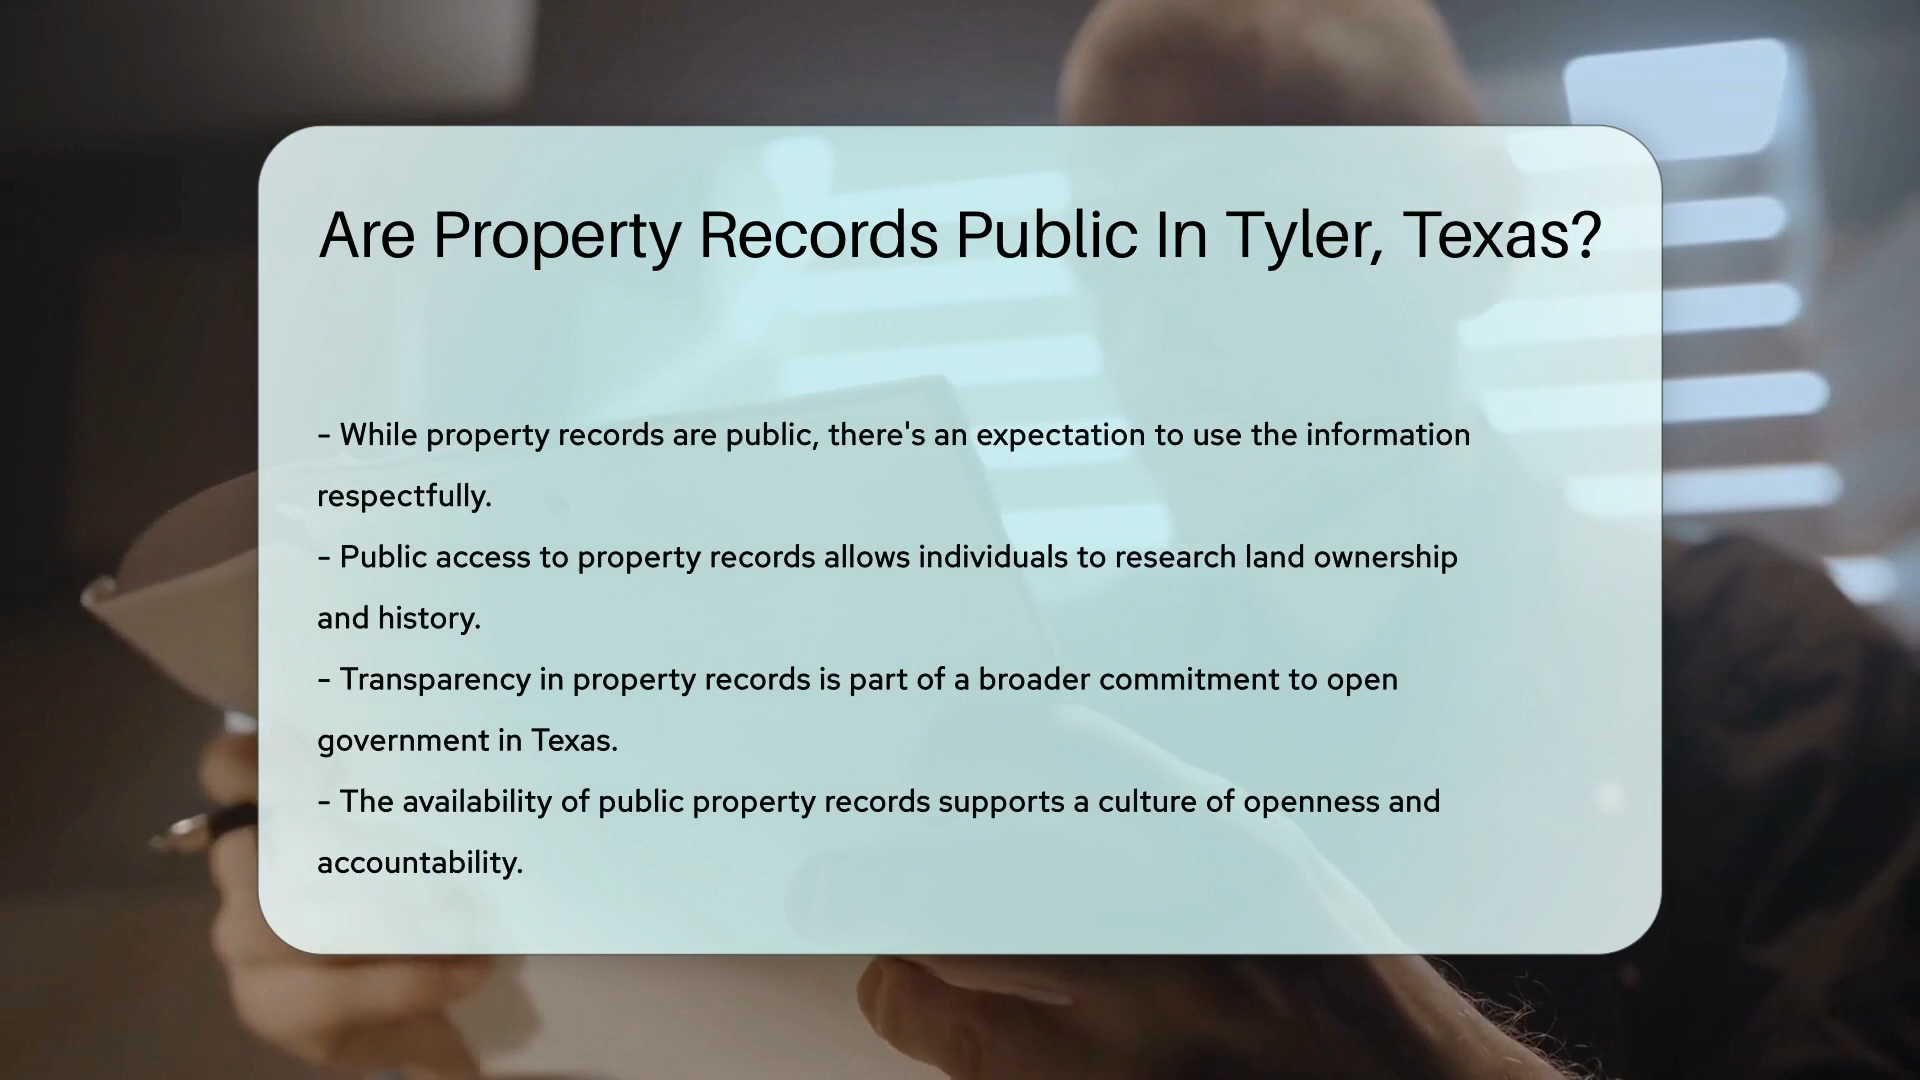 Are Property Records Public In Tyler, Texas?
- While property records are public, there's an expectation to use the information
respectfully.
- Public access to property records allows individuals to research land ownership
and history.
- Transparency in property records is part of a broader commitment to open
government in Texas.
- The availability of public property records supports a culture of openness and
accountability.